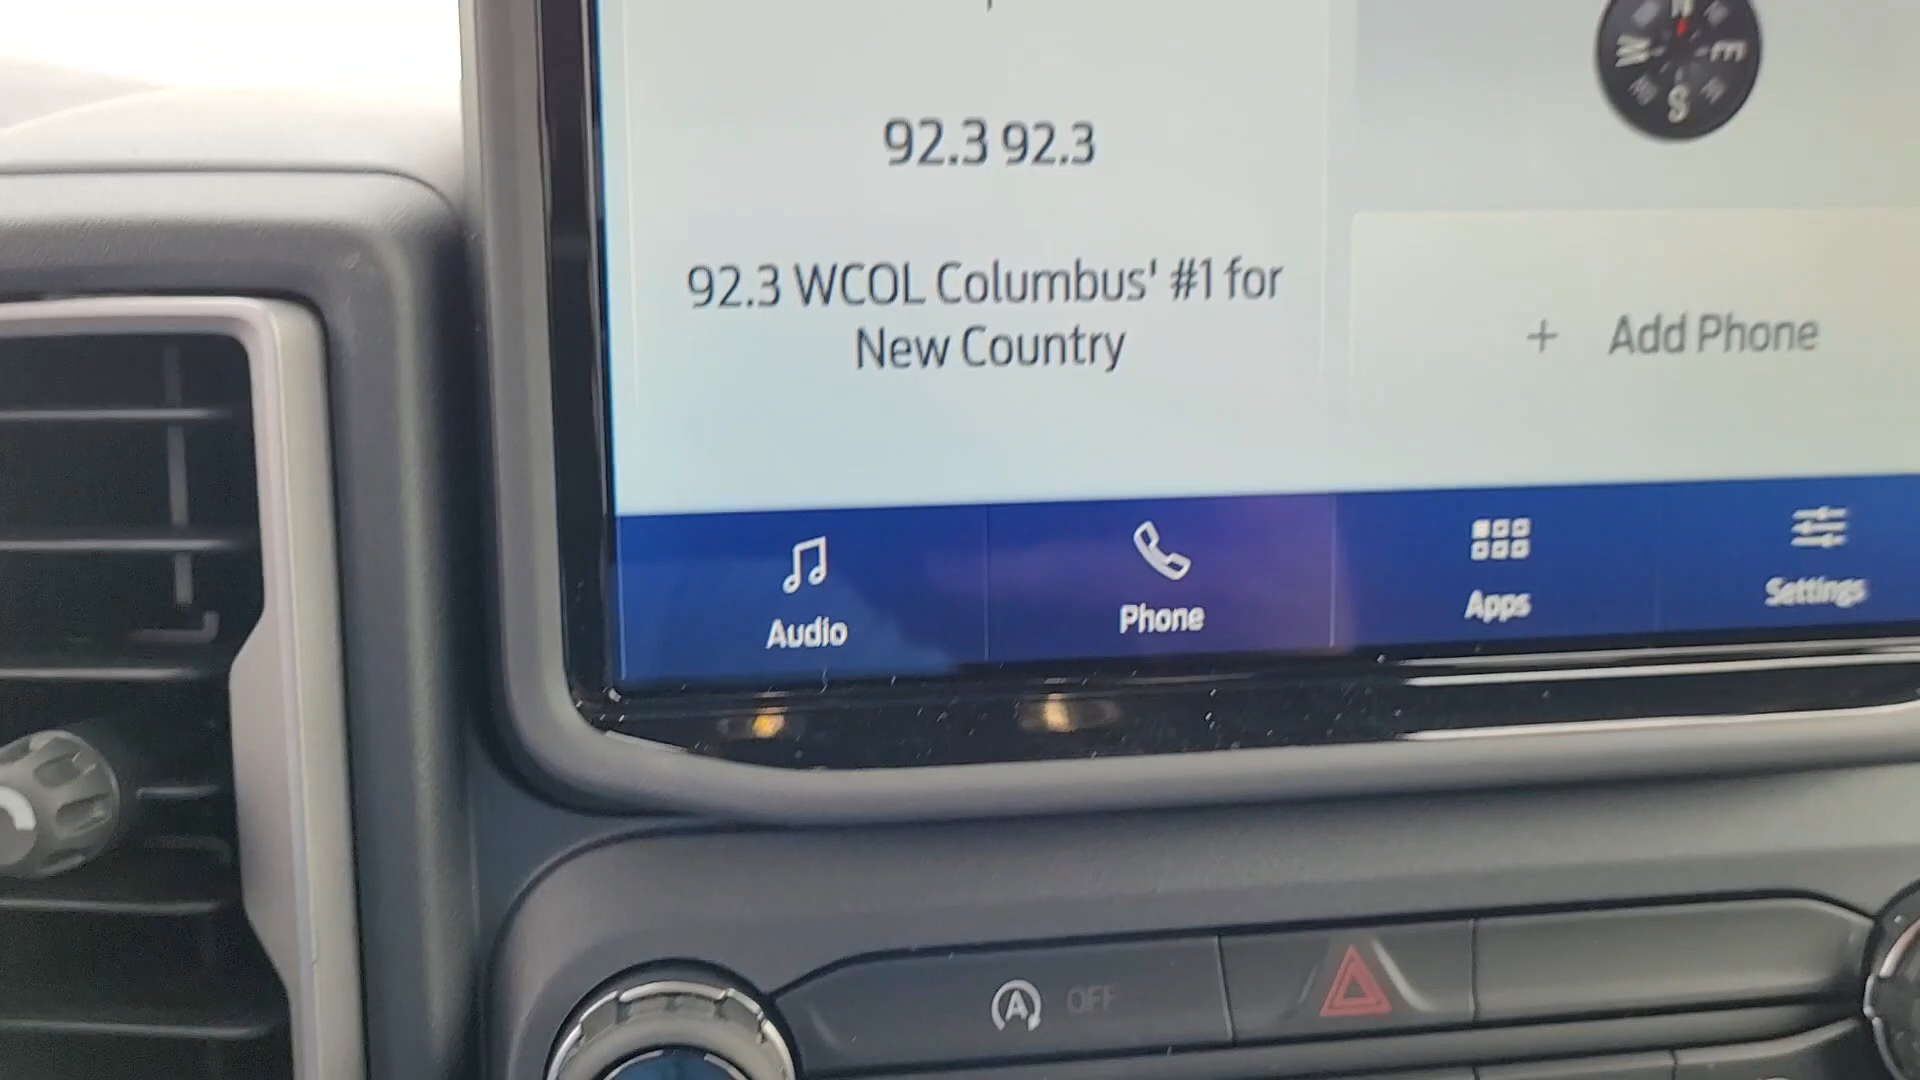 N
W E
S
92.3 92.3
92.3 WCOL Columbus' #1 for
New Country
+ Add Phone
Audio
Phone
Apps
Settings
A OFF